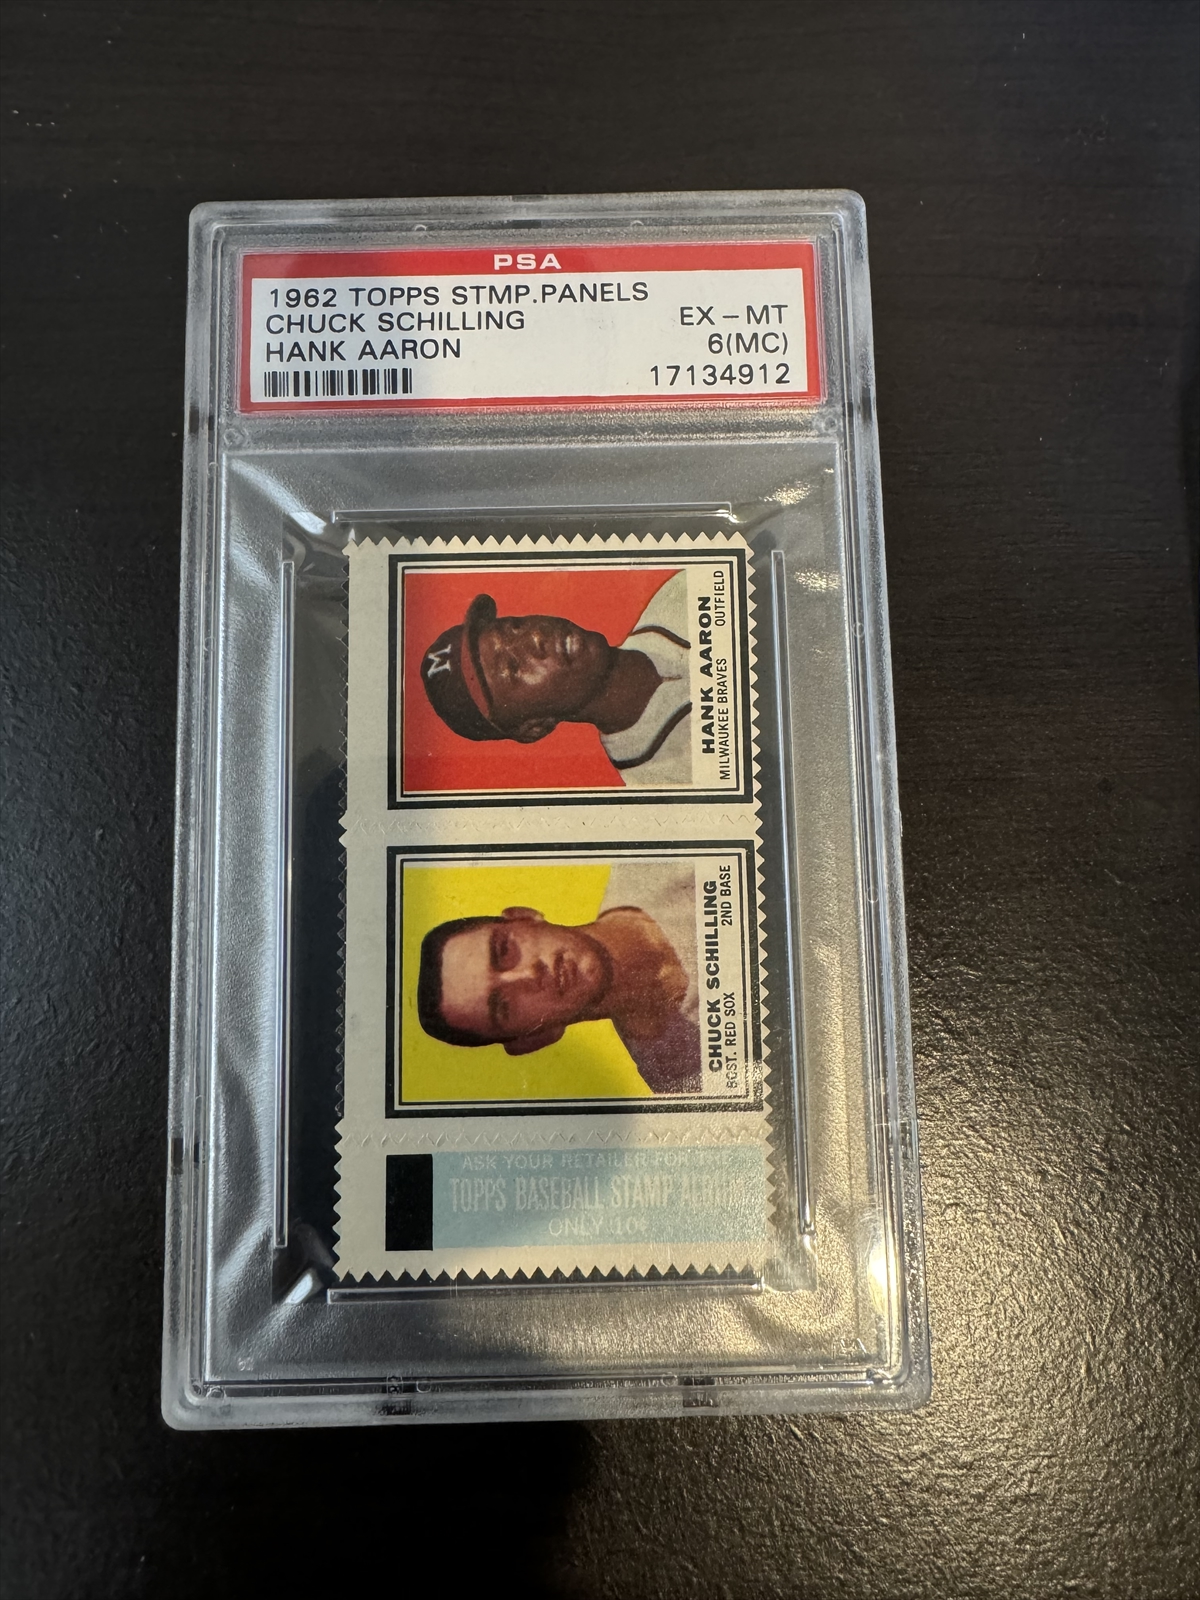 PSA
1962 TOPPS STMP.PANELS
CHUCK SCHILLING
EX-MT
HANK AARON
6(MC)
17134912
M
HANK AARON
MILWAUKEE BRAVES OUTFIELD
CHUCK SCHILLING
BOST. RED SOX 2ND BASE
ASK YOUR RETAILER FOR THE
TOPPS BASEBALL STAMP ALBUM
ONLY 10¢